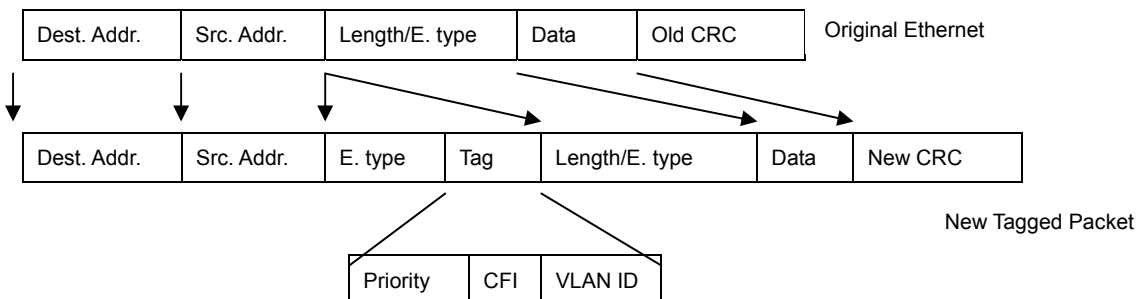 Dest. Addr. Src. Addr. Length/E. type Data Old CRC Original Ethernet
Dest. Addr. Src. Addr. E. type Tag Length/E. type Data New CRC
New Tagged Packet
Priority CFI VLAN ID